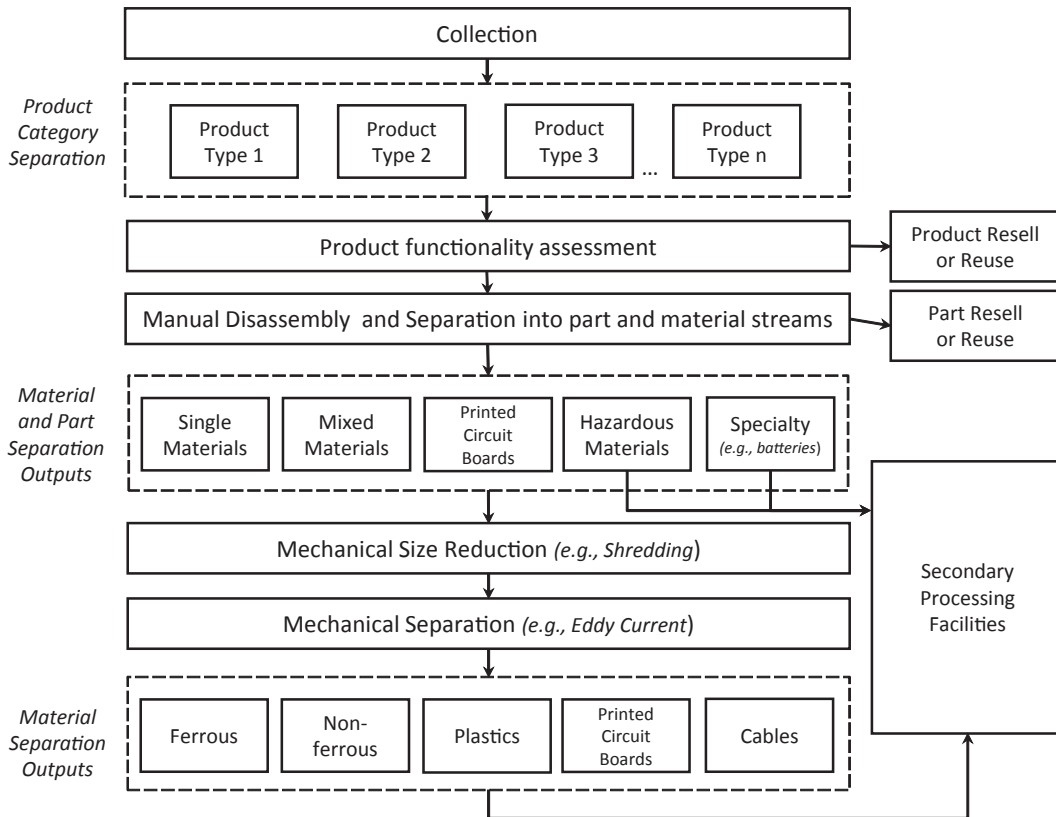 Collection
Product
Category
Separation
Product
Type 1
Product
Type 2
Product
Type 3
...
Product
Type n
Product functionality assessment
Product Resell
or Reuse
Manual Disassembly and Separation into part and material streams
Part Resell
or Reuse
Material
and Part
Separation
Outputs
Single
Materials
Mixed
Materials
Printed
Circuit
Boards
Hazardous
Materials
Specialty
(e.g., batteries)
Mechanical Size Reduction (e.g., Shredding)
Secondary
Processing
Facilities
Mechanical Separation (e.g., Eddy Current)
Material
Separation
Outputs
Ferrous
Non-
ferrous
Plastics
Printed
Circuit
Boards
Cables